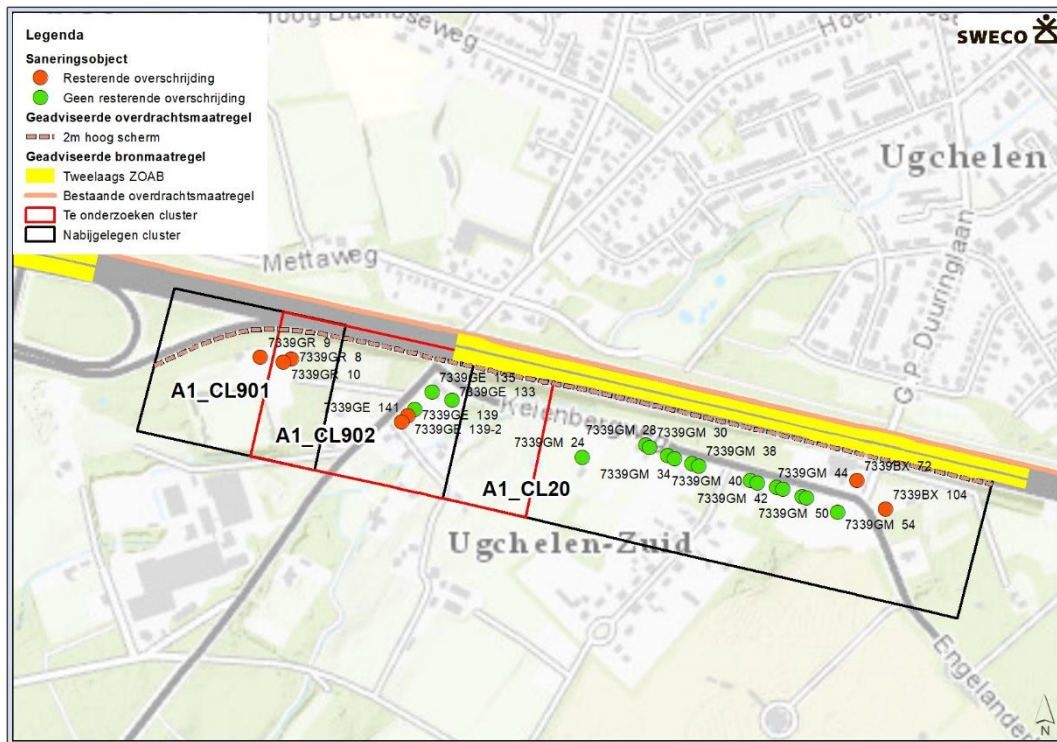 Legenda
Saneringsobject
Resterende overschrijding
Geen resterende overschrijding
Geadviseerde overdrachtsmaatregel
2m hoog scherm
Geadviseerde bronmaatregel
Tweelaags ZOAB
Bestaande overdrachtsmaatregel
Te onderzoeken cluster
Nabijgelegen cluster
SWECO
Ugchelen
Mettaweg
G.P. Duuringlaan
7339GR 9
7339GR 8
7339GR 10
A1_CL901
7339GE 135
7339GE 133
7339GE 141
7339GE 139
7339GE 139-2
A1_CL902
7339GM 24
7339GM 28
7339GM 30
7339GM 38
7339GM 34
7339GM 40
7339GM 44
7339BX 72
7339GM 42
7339BX 104
7339GM 50
7339GM 54
A1_CL20
Ugchelen-Zuid
N